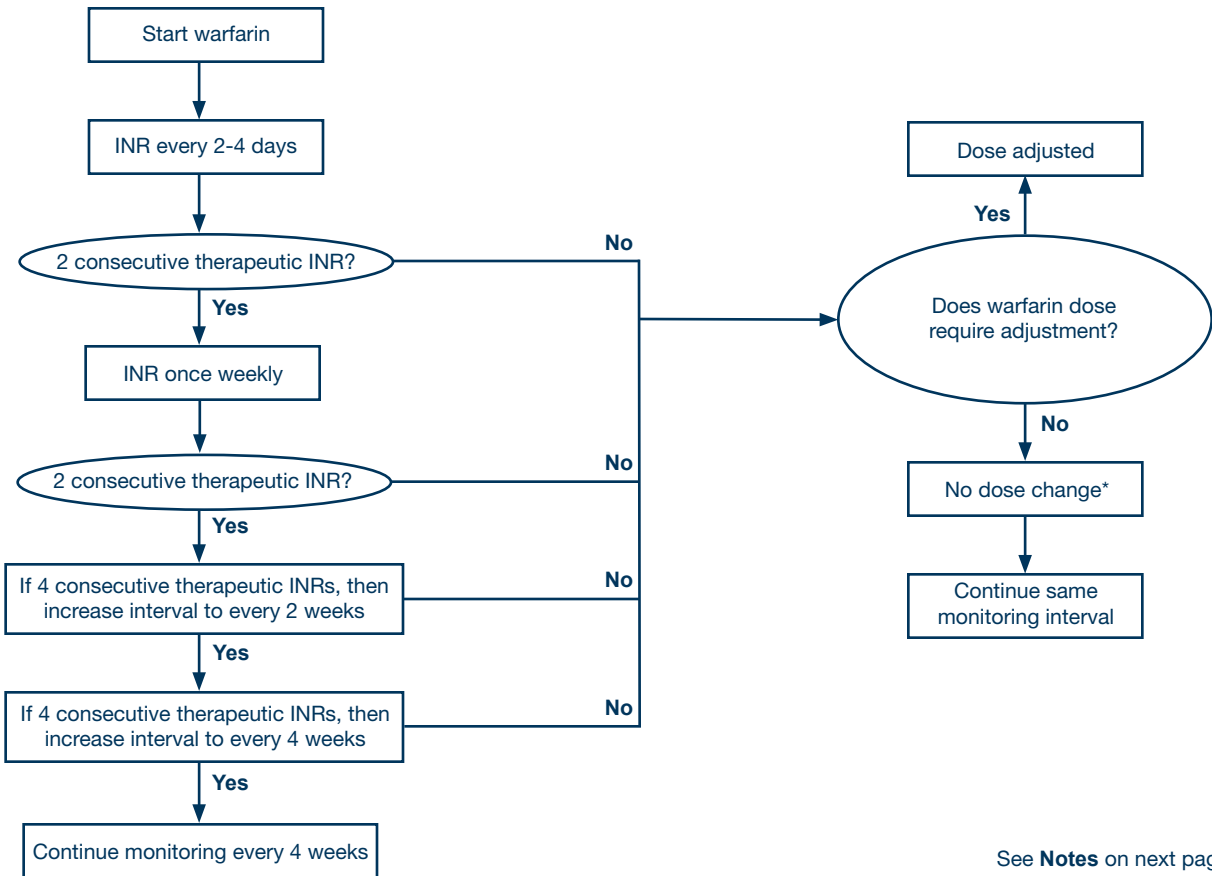 Start warfarin
INR every 2-4 days
2 consecutive therapeutic INR?
No
Yes
INR once weekly
2 consecutive therapeutic INR?
No
Yes
If 4 consecutive therapeutic INRs, then
increase interval to every 2 weeks
No
Yes
If 4 consecutive therapeutic INRs, then
increase interval to every 4 weeks
No
Yes
Continue monitoring every 4 weeks
Dose adjusted
Yes
Does warfarin dose
require adjustment?
No
No dose change*
Continue same
monitoring interval
See Notes on next pag